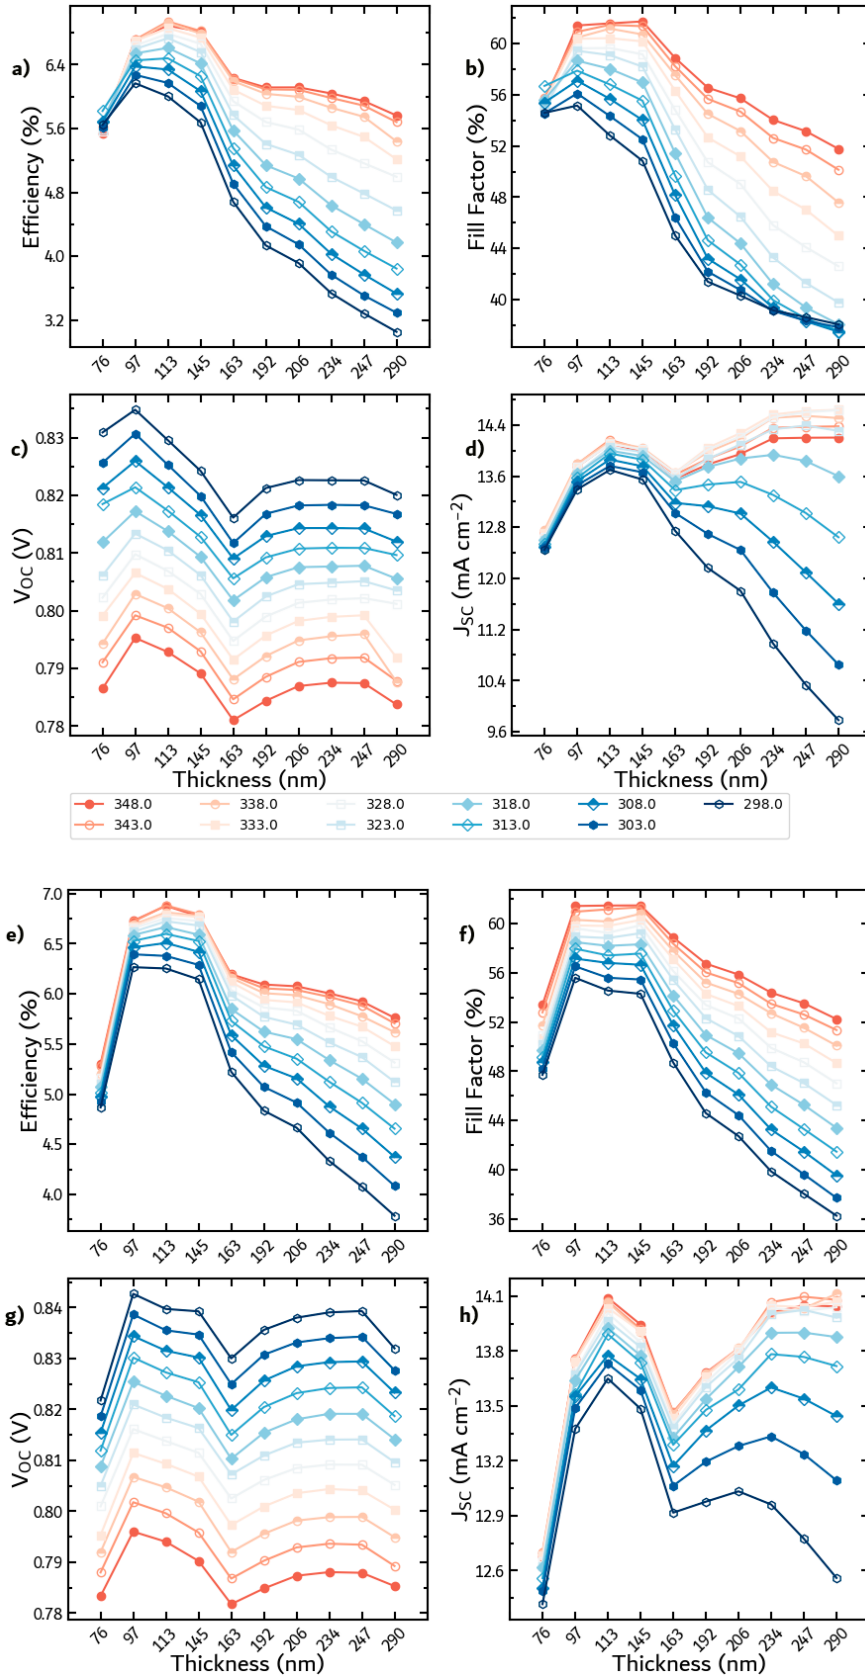 a)
Efficiency (%)
6.4
5.6
4.8
4.0
3.2
76 97 113 145 163 192 206 234 247 290
b)
Fill Factor (%)
60
56
52
48
44
40
76 97 113 145 163 192 206 234 247 290
c)
V_OC (V)
0.83
0.82
0.81
0.80
0.79
0.78
76 97 113 145 163 192 206 234 247 290
Thickness (nm)
d)
J_SC (mA cm⁻²)
14.4
13.6
12.8
12.0
11.2
10.4
9.6
76 97 113 145 163 192 206 234 247 290
Thickness (nm)
348.0 338.0 328.0 318.0 308.0 298.0
343.0 333.0 323.0 313.0 303.0
e)
Efficiency (%)
7.0
6.5
6.0
5.5
5.0
4.5
4.0
76 97 113 145 163 192 206 234 247 290
f)
Fill Factor (%)
60
56
52
48
44
40
36
76 97 113 145 163 192 206 234 247 290
g)
V_OC (V)
0.84
0.83
0.82
0.81
0.80
0.79
0.78
76 97 113 145 163 192 206 234 247 290
Thickness (nm)
h)
J_SC (mA cm⁻²)
14.1
13.8
13.5
13.2
12.9
12.6
76 97 113 145 163 192 206 234 247 290
Thickness (nm)